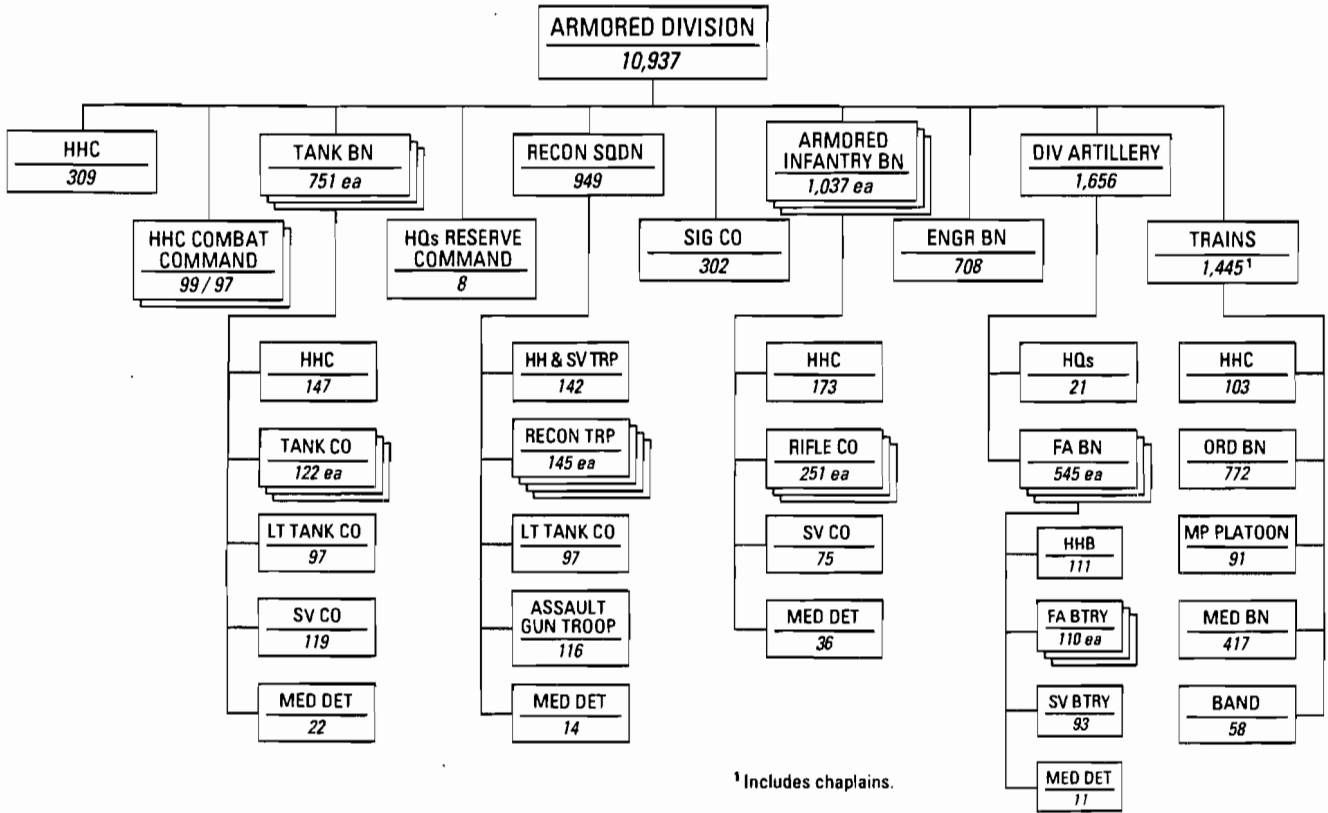 ARMORED DIVISION
10,937
HHC
309
TANK BN
751 ea
RECON SQDN
949
ARMORED
INFANTRY BN
1,037 ea
DIV ARTILLERY
1,656
HHC COMBAT
COMMAND
99 / 97
HQs RESERVE
COMMAND
8
SIG CO
302
ENGR BN
708
TRAINS
1,445¹
HHC
147
TANK CO
122 ea
LT TANK CO
97
SV CO
119
MED DET
22
HH & SV TRP
142
RECON TRP
145 ea
LT TANK CO
97
ASSAULT
GUN TROOP
116
MED DET
14
HHC
173
RIFLE CO
251 ea
SV CO
75
MED DET
36
HQs
21
FA BN
545 ea
HHB
111
FA BTRY
110 ea
SV BTRY
93
MED DET
11
HHC
103
ORD BN
772
MP PLATOON
91
MED BN
417
BAND
58
¹ Includes chaplains.